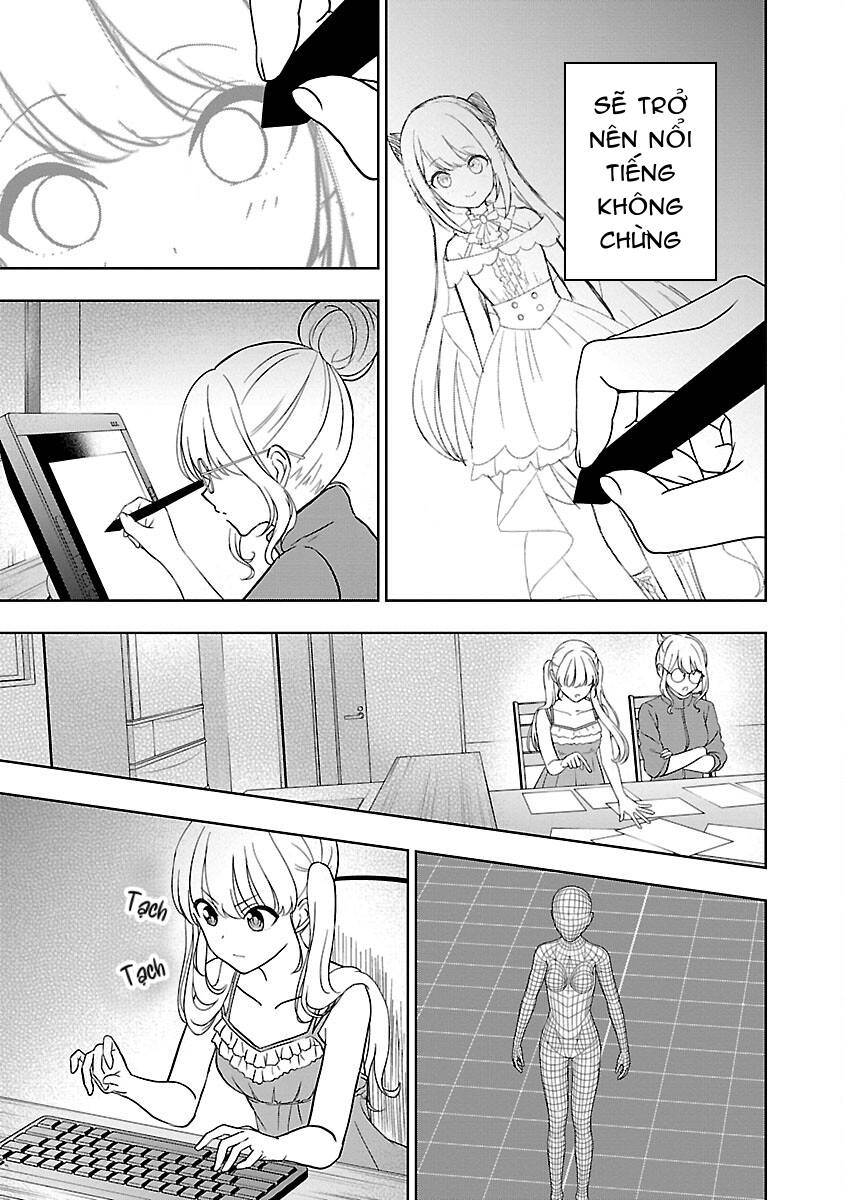 SẼ TRỞ
NÊN NỔI
TIẾNG
KHÔNG
CHỪNG
Tạch
Tạch